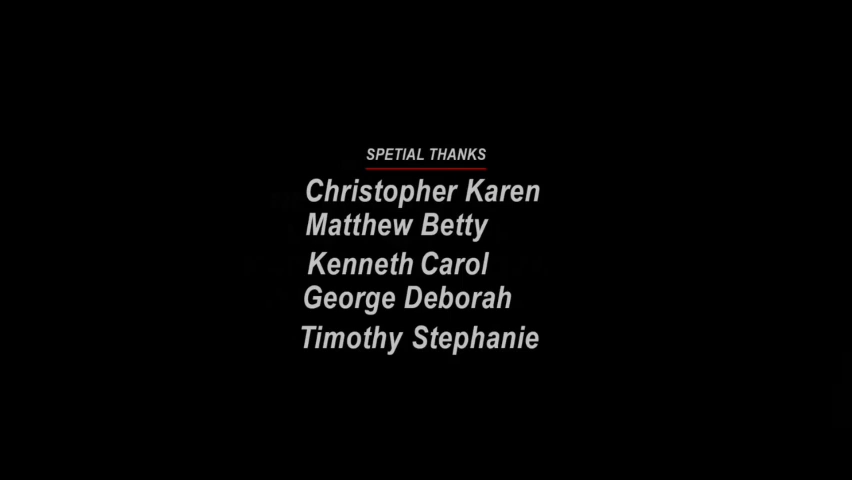 SPETIAL THANKS
Christopher Karen
Matthew Betty
Kenneth Carol
George Deborah
Timothy Stephanie